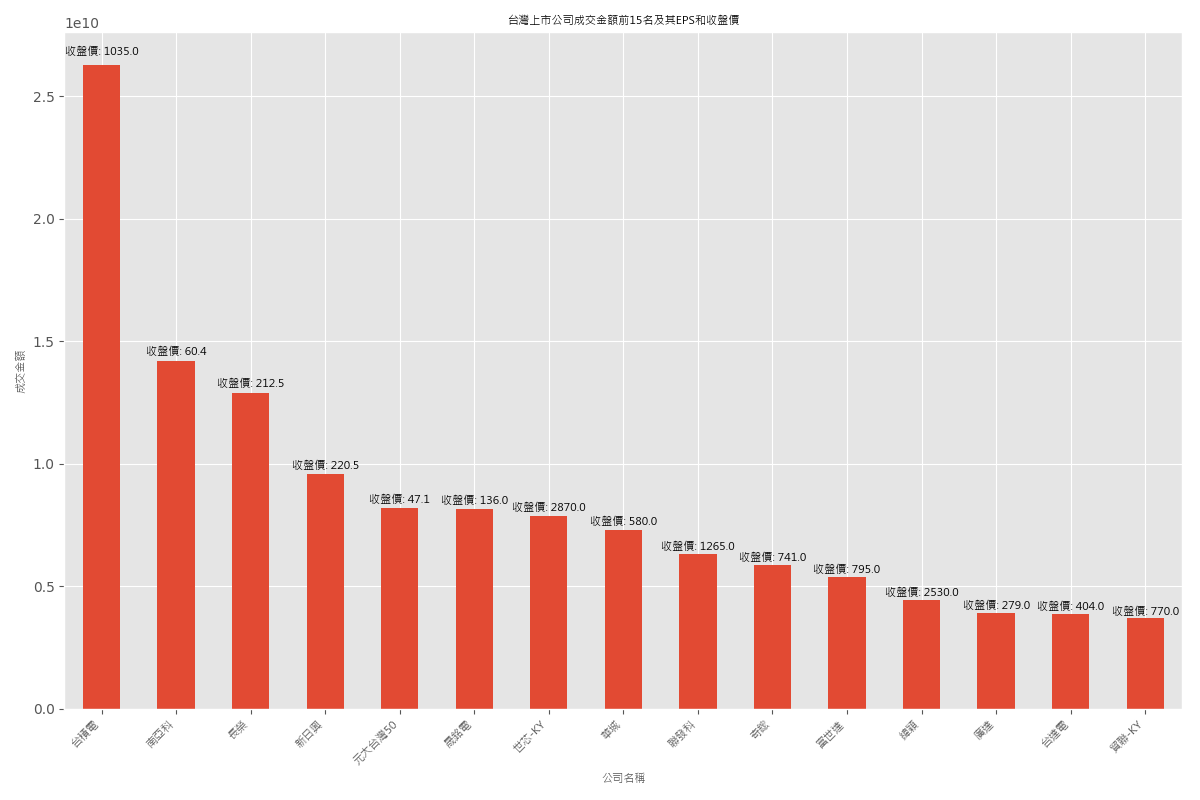 台灣上市公司成交金額前15名及其EPS和收盤價
1e10
收盤價: 1035.0
2.5
2.0
1.5
收盤價: 60.4
收盤價: 212.5
成交金額
1.0
收盤價: 220.5
收盤價: 47.1
收盤價: 136.0
收盤價: 2870.0
收盤價: 580.0
收盤價: 1265.0
收盤價: 741.0
收盤價: 795.0
0.5
收盤價: 2530.0
收盤價: 279.0
收盤價: 404.0
收盤價: 770.0
0.0
台積電
南亞科
長榮
新日興
元大台灣50
晟銘電
世芯-KY
華城
聯發科
奇鋐
富世達
緯穎
廣達
台達電
貿聯-KY
公司名稱